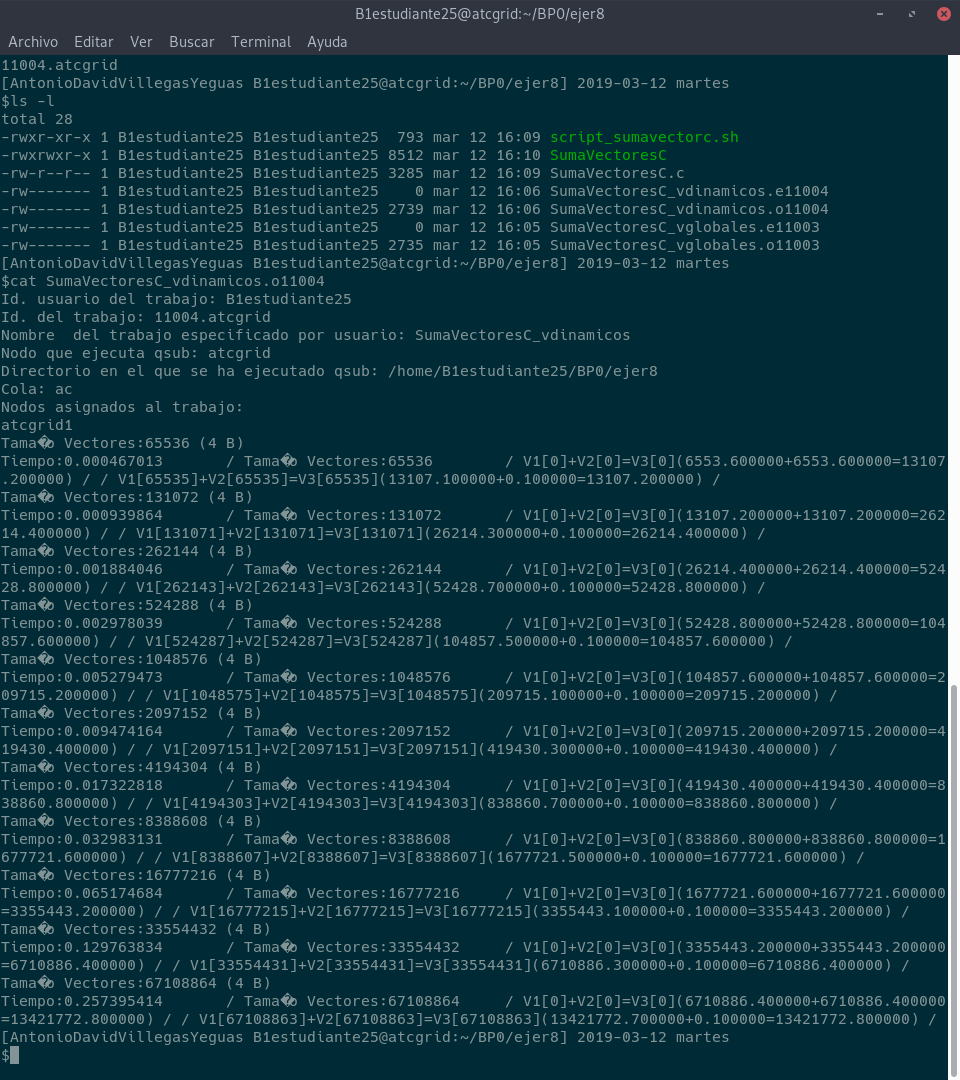 B1estudiante25@atcgrid:~/BP0/ejer8
Archivo Editar Ver Buscar Terminal Ayuda
11004.atcgrid
[AntonioDavidVillegasYeguas B1estudiante25@atcgrid:~/BP0/ejer8] 2019-03-12 martes
$ls -l
total 28
-rwxr-xr-x 1 B1estudiante25 B1estudiante25  793 mar 12 16:09 script_sumavectorc.sh
-rwxrwxr-x 1 B1estudiante25 B1estudiante25 8512 mar 12 16:10 SumaVectoresC
-rw-r--r-- 1 B1estudiante25 B1estudiante25 3285 mar 12 16:09 SumaVectoresC.c
-rw------- 1 B1estudiante25 B1estudiante25    0 mar 12 16:06 SumaVectoresC_vdinamicos.e11004
-rw------- 1 B1estudiante25 B1estudiante25 2739 mar 12 16:06 SumaVectoresC_vdinamicos.o11004
-rw------- 1 B1estudiante25 B1estudiante25    0 mar 12 16:05 SumaVectoresC_vglobales.e11003
-rw------- 1 B1estudiante25 B1estudiante25 2735 mar 12 16:05 SumaVectoresC_vglobales.o11003
[AntonioDavidVillegasYeguas B1estudiante25@atcgrid:~/BP0/ejer8] 2019-03-12 martes
$cat SumaVectoresC_vdinamicos.o11004
Id. usuario del trabajo: B1estudiante25
Id. del trabajo: 11004.atcgrid
Nombre  del trabajo especificado por usuario: SumaVectoresC_vdinamicos
Nodo que ejecuta qsub: atcgrid
Directorio en el que se ha ejecutado qsub: /home/B1estudiante25/BP0/ejer8
Cola: ac
Nodos asignados al trabajo:
atcgrid1
Tama�o Vectores:65536 (4 B)
Tiempo:0.000467013       / Tama�o Vectores:65536        / V1[0]+V2[0]=V3[0](6553.600000+6553.600000=13107
.200000) / / V1[65535]+V2[65535]=V3[65535](13107.100000+0.100000=13107.200000) /
Tama�o Vectores:131072 (4 B)
Tiempo:0.000939864       / Tama�o Vectores:131072       / V1[0]+V2[0]=V3[0](13107.200000+13107.200000=262
14.400000) / / V1[131071]+V2[131071]=V3[131071](26214.300000+0.100000=26214.400000) /
Tama�o Vectores:262144 (4 B)
Tiempo:0.001884046       / Tama�o Vectores:262144       / V1[0]+V2[0]=V3[0](26214.400000+26214.400000=524
28.800000) / / V1[262143]+V2[262143]=V3[262143](52428.700000+0.100000=52428.800000) /
Tama�o Vectores:524288 (4 B)
Tiempo:0.002978039       / Tama�o Vectores:524288       / V1[0]+V2[0]=V3[0](52428.800000+52428.800000=104
857.600000) / / V1[524287]+V2[524287]=V3[524287](104857.500000+0.100000=104857.600000) /
Tama�o Vectores:1048576 (4 B)
Tiempo:0.005279473       / Tama�o Vectores:1048576      / V1[0]+V2[0]=V3[0](104857.600000+104857.600000=2
09715.200000) / / V1[1048575]+V2[1048575]=V3[1048575](209715.100000+0.100000=209715.200000) /
Tama�o Vectores:2097152 (4 B)
Tiempo:0.009474164       / Tama�o Vectores:2097152      / V1[0]+V2[0]=V3[0](209715.200000+209715.200000=4
19430.400000) / / V1[2097151]+V2[2097151]=V3[2097151](419430.300000+0.100000=419430.400000) /
Tama�o Vectores:4194304 (4 B)
Tiempo:0.017322818       / Tama�o Vectores:4194304      / V1[0]+V2[0]=V3[0](419430.400000+419430.400000=8
38860.800000) / / V1[4194303]+V2[4194303]=V3[4194303](838860.700000+0.100000=838860.800000) /
Tama�o Vectores:8388608 (4 B)
Tiempo:0.032983131       / Tama�o Vectores:8388608      / V1[0]+V2[0]=V3[0](838860.800000+838860.800000=1
677721.600000) / / V1[8388607]+V2[8388607]=V3[8388607](1677721.500000+0.100000=1677721.600000) /
Tama�o Vectores:16777216 (4 B)
Tiempo:0.065174684       / Tama�o Vectores:16777216     / V1[0]+V2[0]=V3[0](1677721.600000+1677721.600000
=3355443.200000) / / V1[16777215]+V2[16777215]=V3[16777215](3355443.100000+0.100000=3355443.200000) /
Tama�o Vectores:33554432 (4 B)
Tiempo:0.129763834       / Tama�o Vectores:33554432     / V1[0]+V2[0]=V3[0](3355443.200000+3355443.200000
=6710886.400000) / / V1[33554431]+V2[33554431]=V3[33554431](6710886.300000+0.100000=6710886.400000) /
Tama�o Vectores:67108864 (4 B)
Tiempo:0.257395414       / Tama�o Vectores:67108864     / V1[0]+V2[0]=V3[0](6710886.400000+6710886.400000
=13421772.800000) / / V1[67108863]+V2[67108863]=V3[67108863](13421772.700000+0.100000=13421772.800000) /
[AntonioDavidVillegasYeguas B1estudiante25@atcgrid:~/BP0/ejer8] 2019-03-12 martes
$